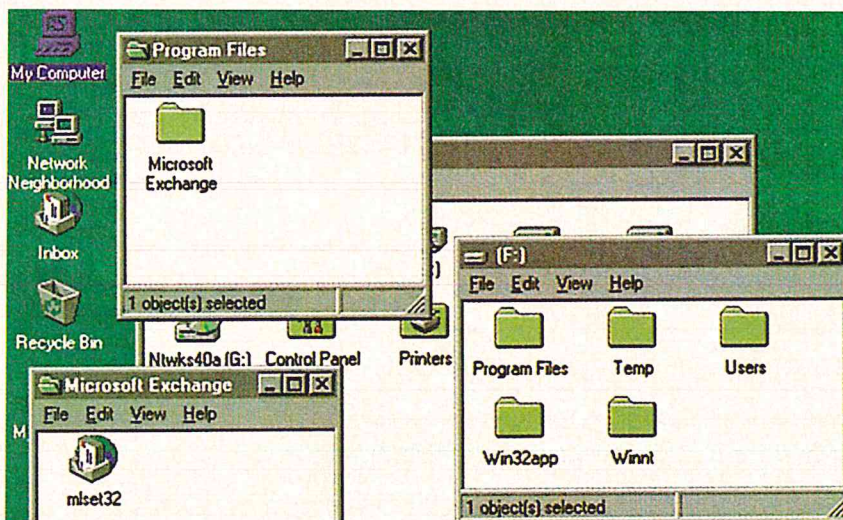 My Computer
Network
Neighborhood
Inbox
Recycle Bin
M
Program Files
File Edit View Help
Microsoft
Exchange
1 object(s) selected
Ntwks40a (G:) Control Panel Printers
(F:)
File Edit View Help
Program Files Temp Users
Win32app Winnt
1 object(s) selected
Microsoft Exchange
File Edit View Help
mlset32